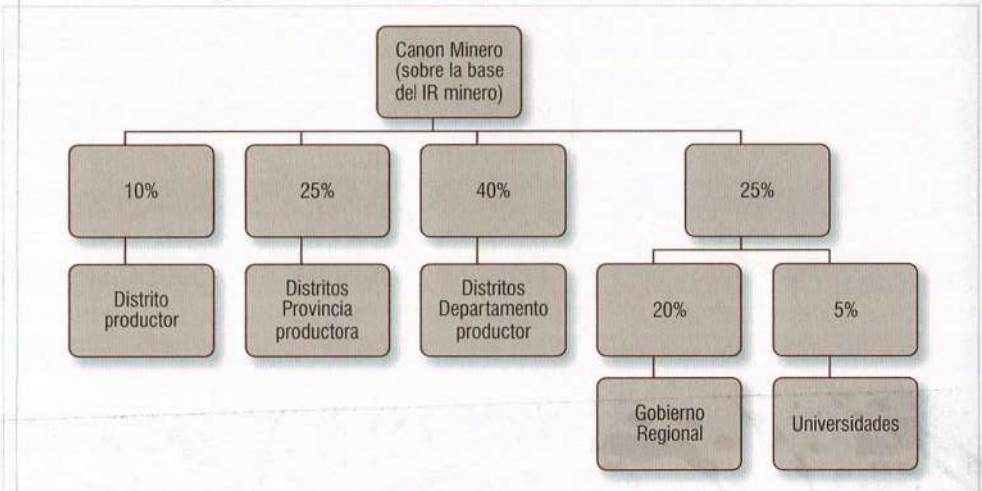 Canon Minero
(sobre la base
del IR minero)
10%
25%
40%
25%
Distrito
productor
Distritos
Provincia
productora
Distritos
Departamento
productor
20%
5%
Gobierno
Regional
Universidades